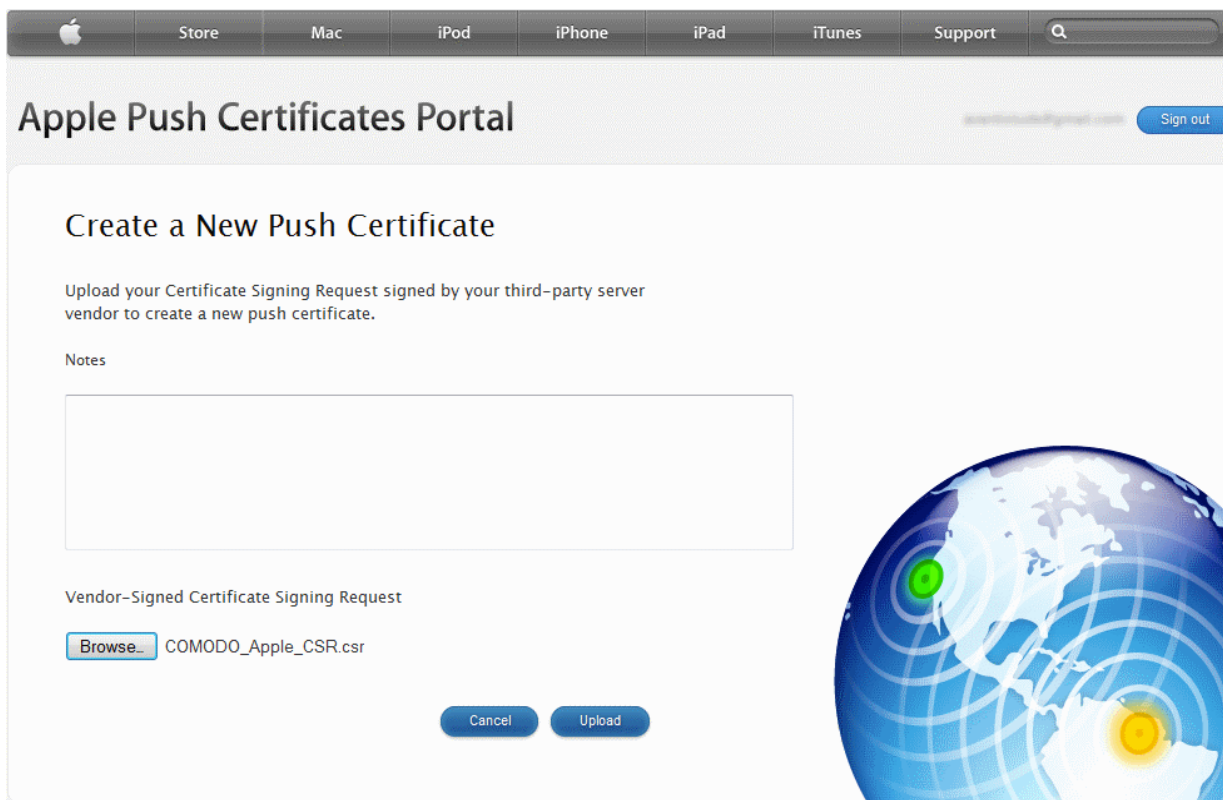 Store Mac iPod iPhone iPad iTunes Support
Apple Push Certificates Portal
Sign out
Create a New Push Certificate
Upload your Certificate Signing Request signed by your third-party server
vendor to create a new push certificate.
Notes
Vendor-Signed Certificate Signing Request
Browse... COMODO_Apple_CSR.csr
Cancel Upload